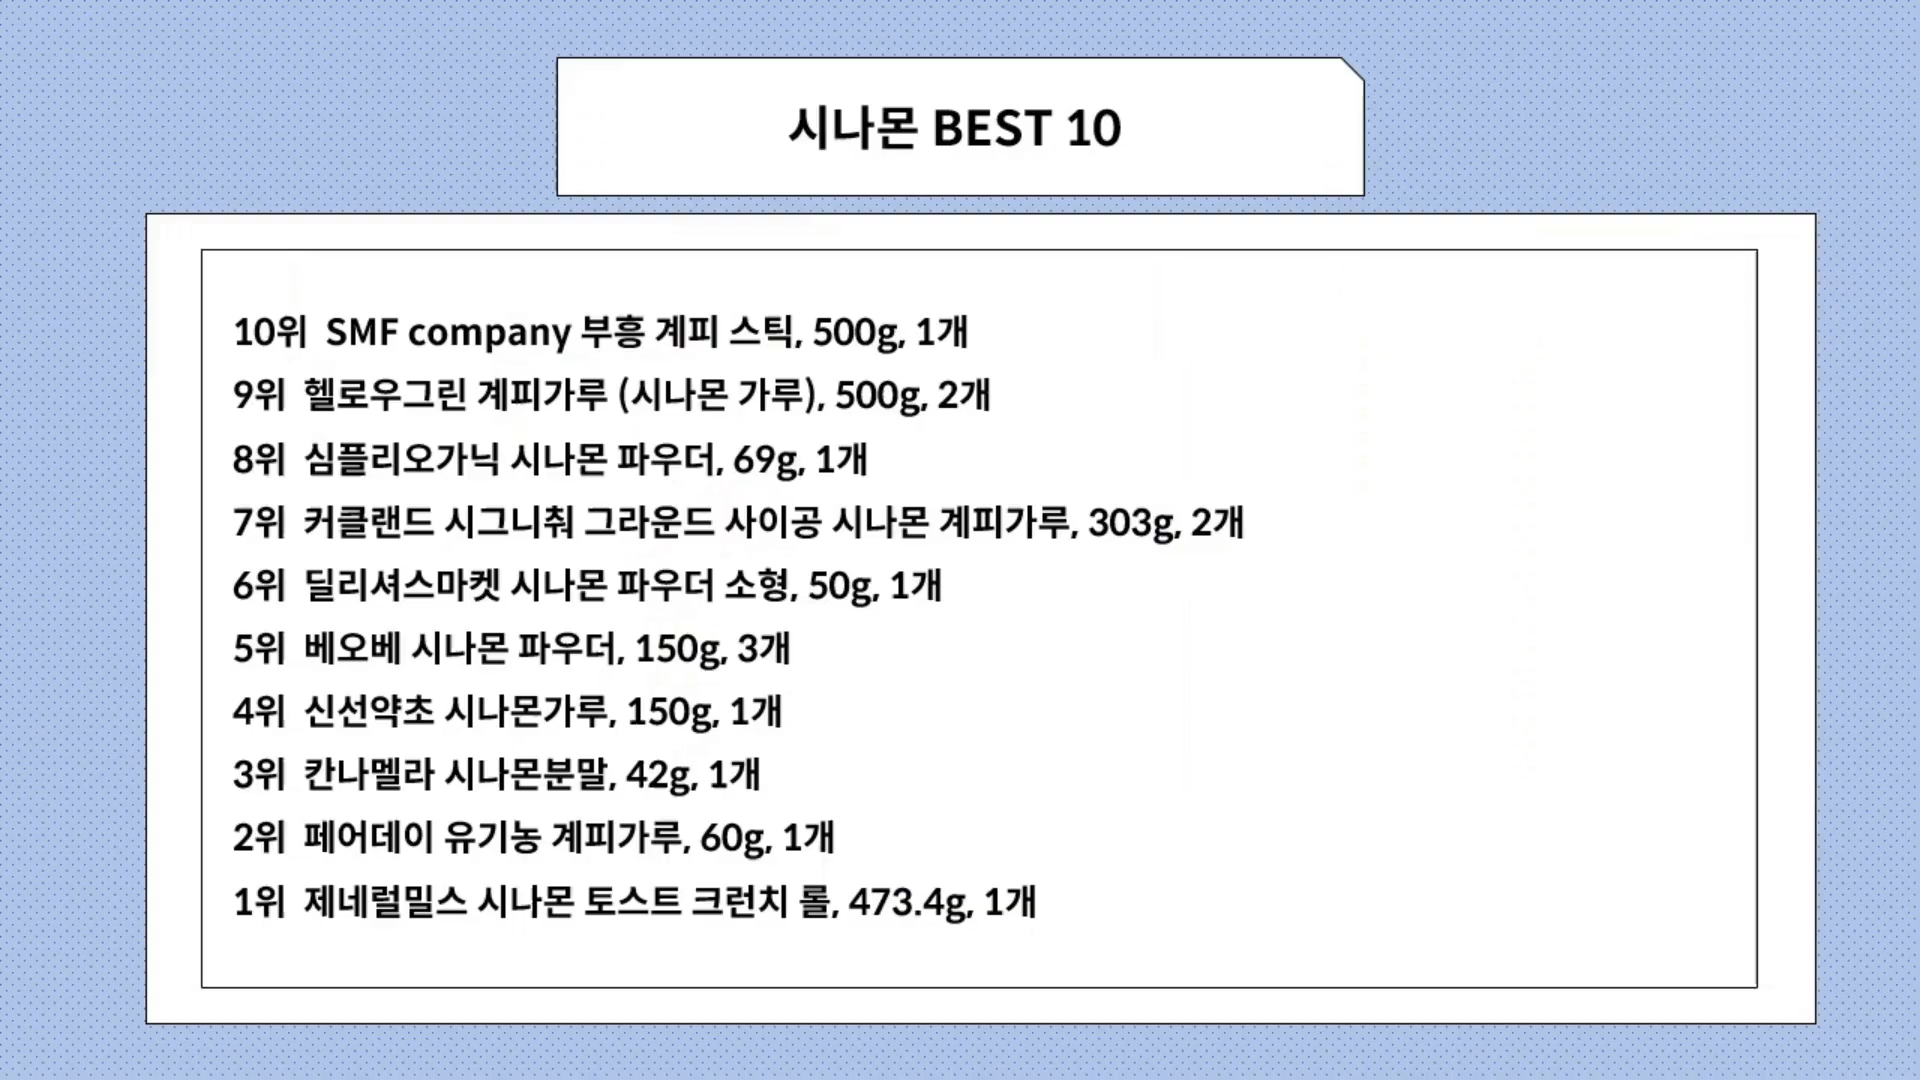 시나몬 BEST 10
10위 SMF company 부흥 계피 스틱, 500g, 1개
9위 헬로우그린 계피가루 (시나몬 가루), 500g, 2개
8위 심플리오가닉 시나몬 파우더, 69g, 1개
7위 커클랜드 시그니춰 그라운드 사이공 시나몬 계피가루, 303g, 2개
6위 딜리셔스마켓 시나몬 파우더 소형, 50g, 1개
5위 베오베 시나몬 파우더, 150g, 3개
4위 신선약초 시나몬가루, 150g, 1개
3위 칸나멜라 시나몬분말, 42g, 1개
2위 페어데이 유기농 계피가루, 60g, 1개
1위 제네럴밀스 시나몬 토스트 크런치 롤, 473.4g, 1개